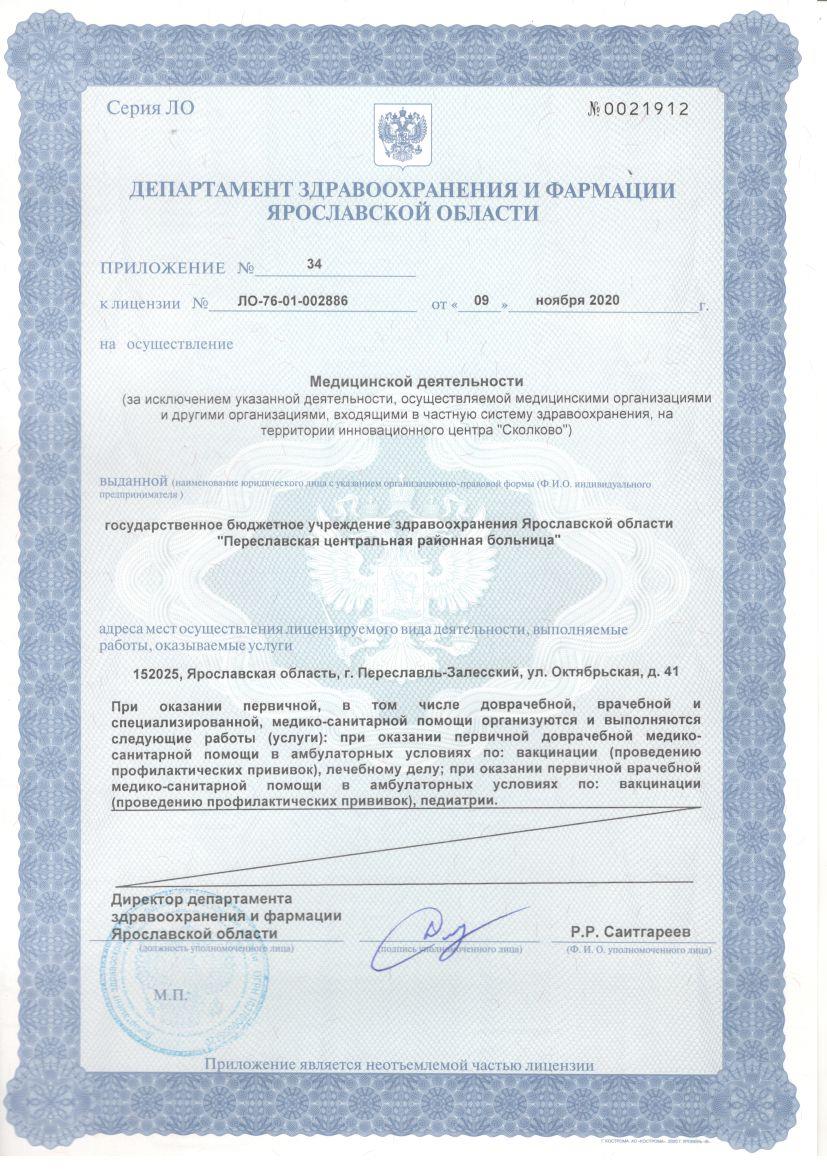 Серия ЛО
№ 0021912
ДЕПАРТАМЕНТ ЗДРАВООХРАНЕНИЯ И ФАРМАЦИИ
ЯРОСЛАВСКОЙ ОБЛАСТИ
ПРИЛОЖЕНИЕ № 34
к лицензии № ЛО-76-01-002886 от « 09 » ноября 2020 г.
на осуществление
Медицинской деятельности
(за исключением указанной деятельности, осуществляемой медицинскими организациями
и другими организациями, входящими в частную систему здравоохранения, на
территории инновационного центра "Сколково")
выданной (наименование юридического лица с указанием организационно-правовой формы (Ф.И.О. индивидуального
предпринимателя )
государственное бюджетное учреждение здравоохранения Ярославской области
"Переславская центральная районная больница"
адреса мест осуществления лицензируемого вида деятельности, выполняемые
работы, оказываемые услуги
152025, Ярославская область, г. Переславль-Залесский, ул. Октябрьская, д. 41
При оказании первичной, в том числе доврачебной, врачебной и
специализированной, медико-санитарной помощи организуются и выполняются
следующие работы (услуги): при оказании первичной доврачебной медико-
санитарной помощи в амбулаторных условиях по: вакцинации (проведению
профилактических прививок), лечебному делу; при оказании первичной врачебной
медико-санитарной помощи в амбулаторных условиях по: вакцинации
(проведению профилактических прививок), педиатрии.
Директор департамента
здравоохранения и фармации
Ярославской области
Р.Р. Саитгареев
(должность уполномоченного лица)
(подпись уполномоченного лица)
(Ф. И. О. уполномоченного лица)
М.П.
Приложение является неотъемлемой частью лицензии